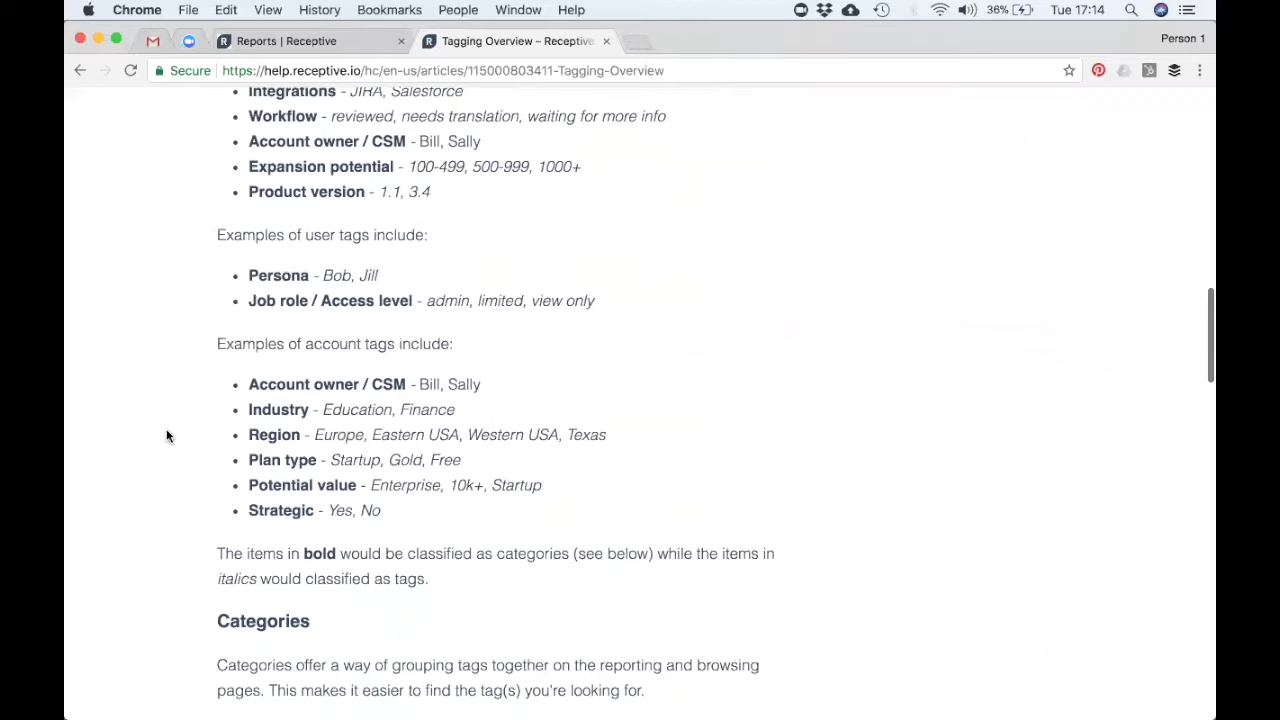 Chrome File Edit View History Bookmarks People Window Help 36% Tue 17:14
Reports | Receptive Tagging Overview – Receptive Person 1
Secure https://help.receptive.io/hc/en-us/articles/115000803411-Tagging-Overview
Integrations - JIRA, Salesforce
Workflow - reviewed, needs translation, waiting for more info
Account owner / CSM - Bill, Sally
Expansion potential - 100-499, 500-999, 1000+
Product version - 1.1, 3.4
Examples of user tags include:
Persona - Bob, Jill
Job role / Access level - admin, limited, view only
Examples of account tags include:
Account owner / CSM - Bill, Sally
Industry - Education, Finance
Region - Europe, Eastern USA, Western USA, Texas
Plan type - Startup, Gold, Free
Potential value - Enterprise, 10k+, Startup
Strategic - Yes, No
The items in bold would be classified as categories (see below) while the items in
italics would classified as tags.
Categories
Categories offer a way of grouping tags together on the reporting and browsing
pages. This makes it easier to find the tag(s) you're looking for.